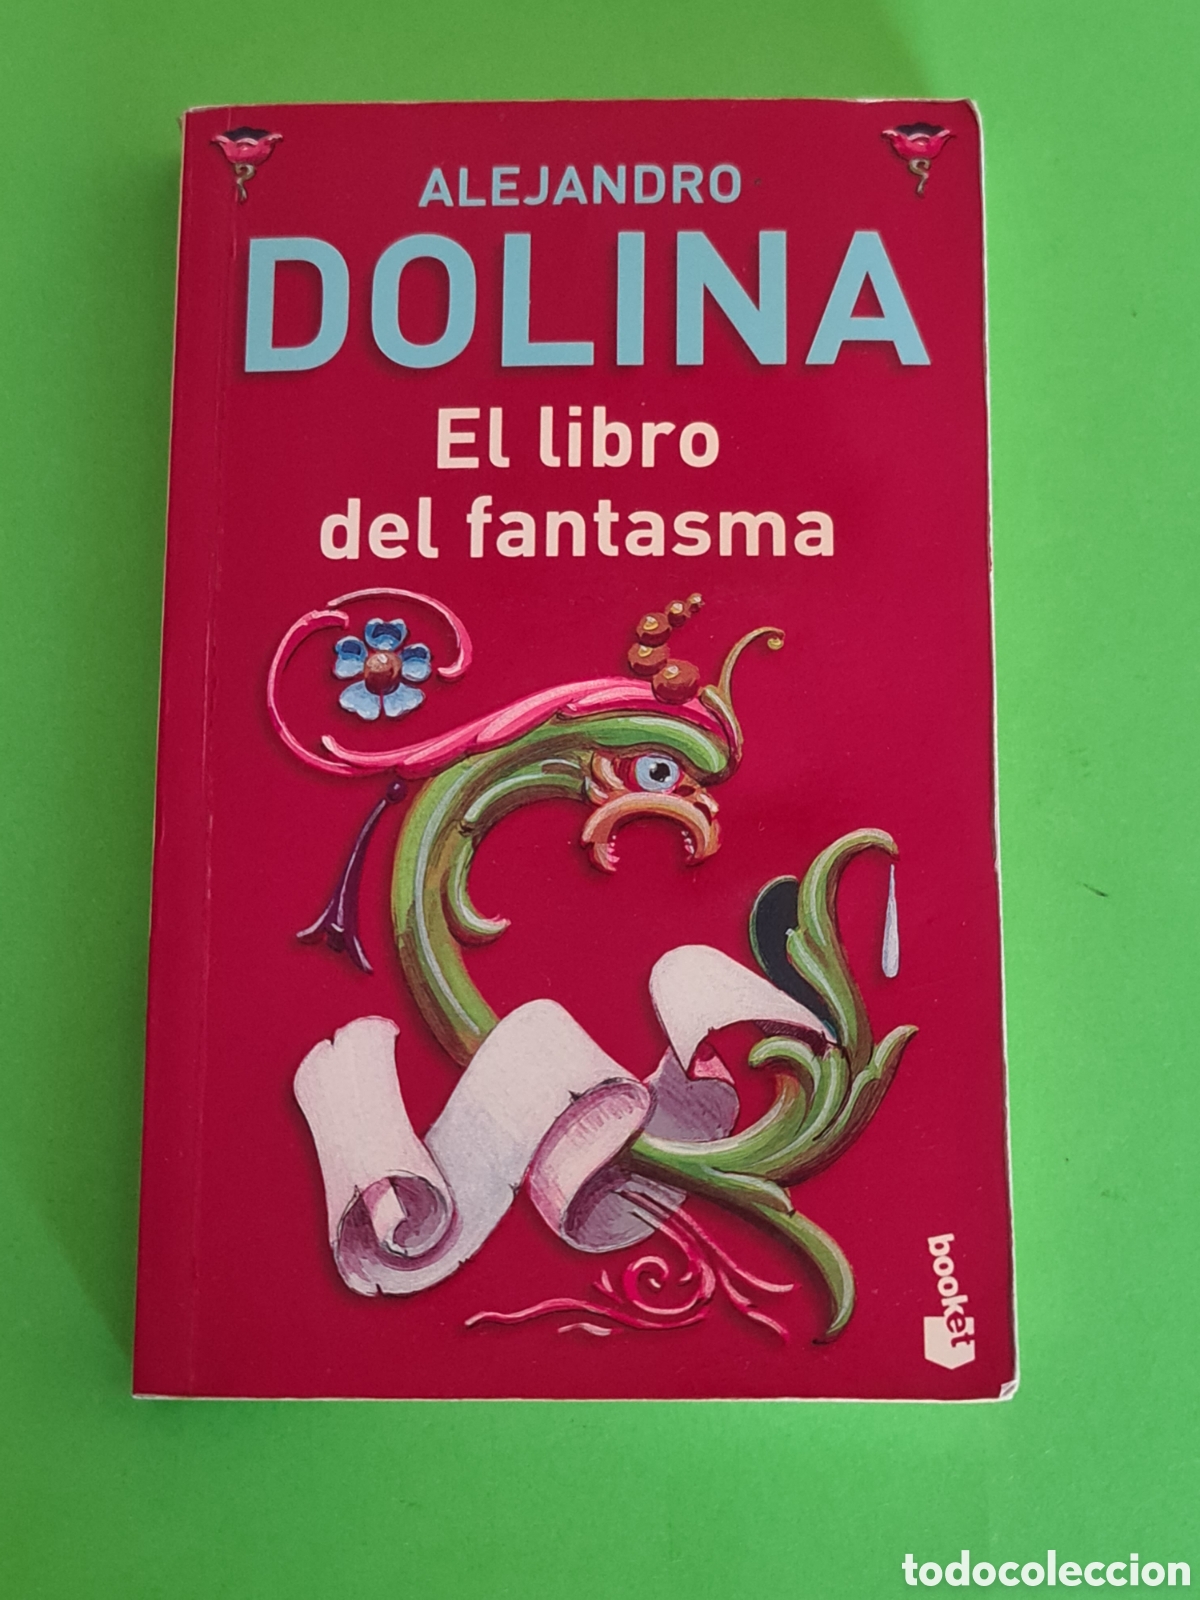 ALEJANDRO
DOLINA
El libro
del fantasma
booket
todocoleccion